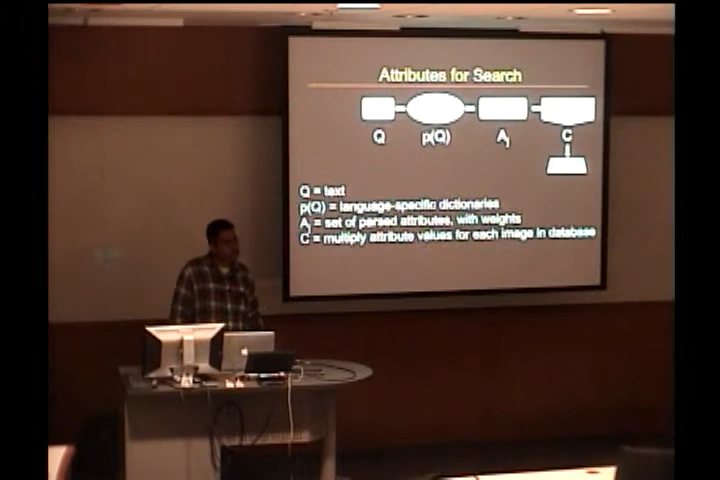 Attributes for Search
Q
p(Q)
Aj
C
Q = text
p(Q) = language-specific dictionaries
Aj = set of parsed attributes, with weights
C = multiply attribute values for each image in database